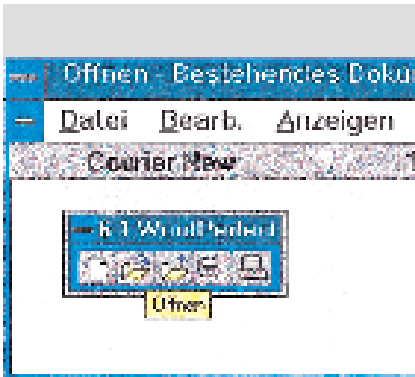 Öffnen - Bestehendes Doku
Datei Bearb. Anzeigen
Courier New
6.1 WordPerfect
Öffnen